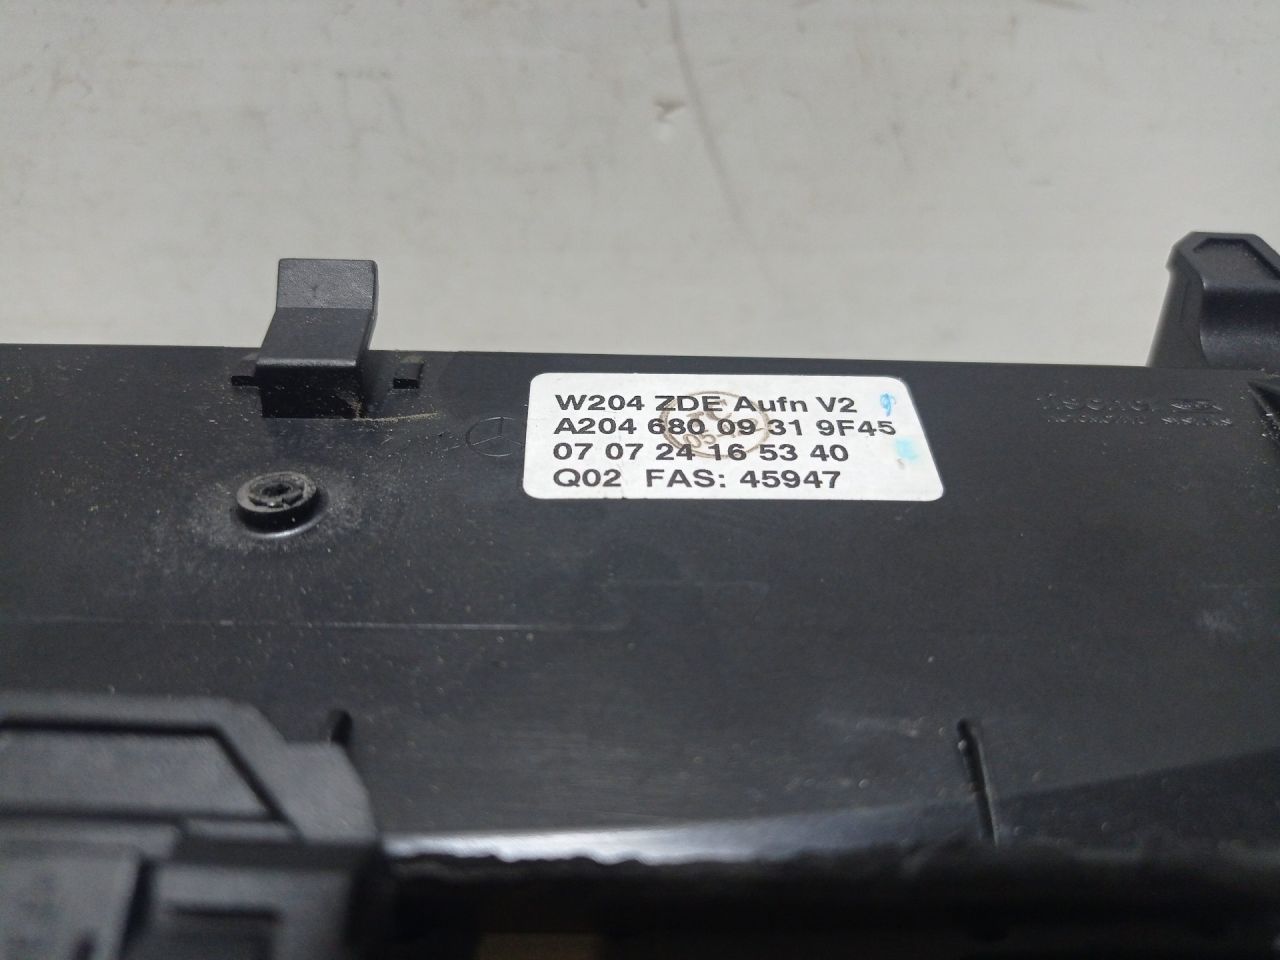 W204 ZDE Aufn V2
A204 680 09 31 9F45
07 07 24 16 53 40
Q02 FAS: 45947